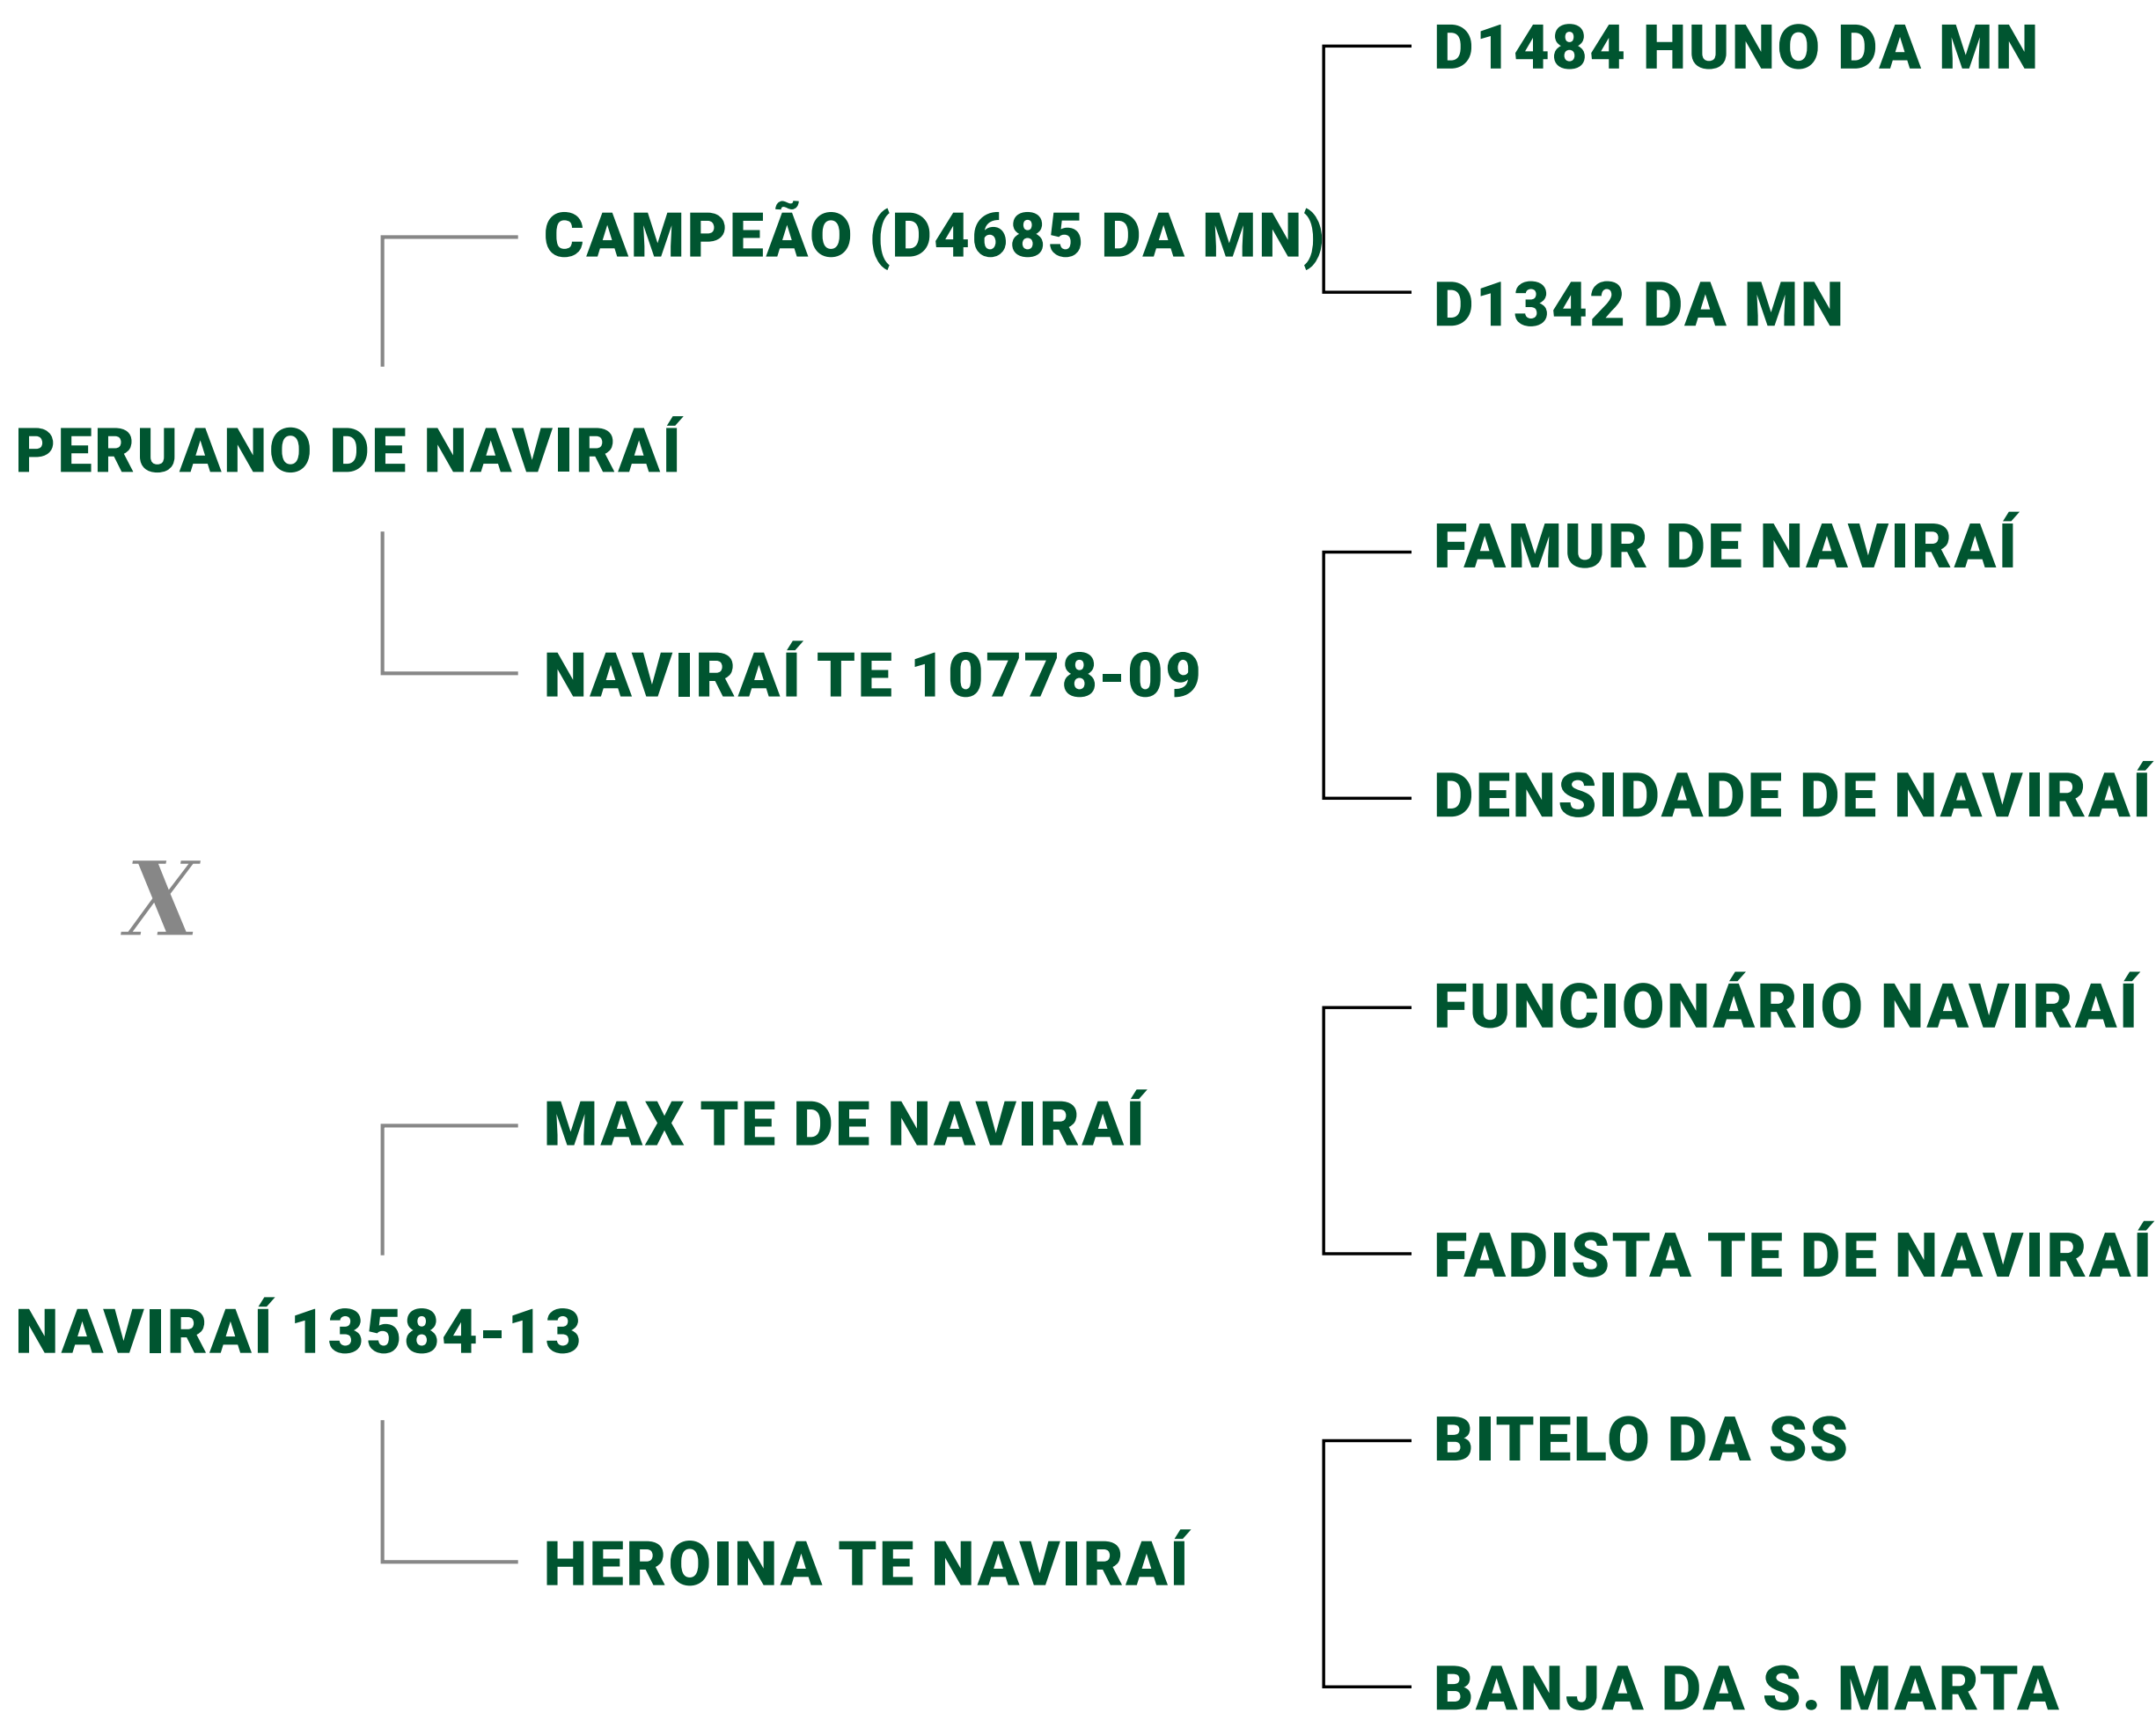 D1484 HUNO DA MN
CAMPEÃO (D4685 DA MN)
D1342 DA MN
PERUANO DE NAVIRAÍ
FAMUR DE NAVIRAÍ
NAVIRAÍ TE 10778-09
DENSIDADE DE NAVIRAÍ
X
FUNCIONÁRIO NAVIRAÍ
MAX TE DE NAVIRAÍ
FADISTA TE DE NAVIRAÍ
NAVIRAÍ 13584-13
BITELO DA SS
HEROINA TE NAVIRAÍ
BANJA DA S. MARTA